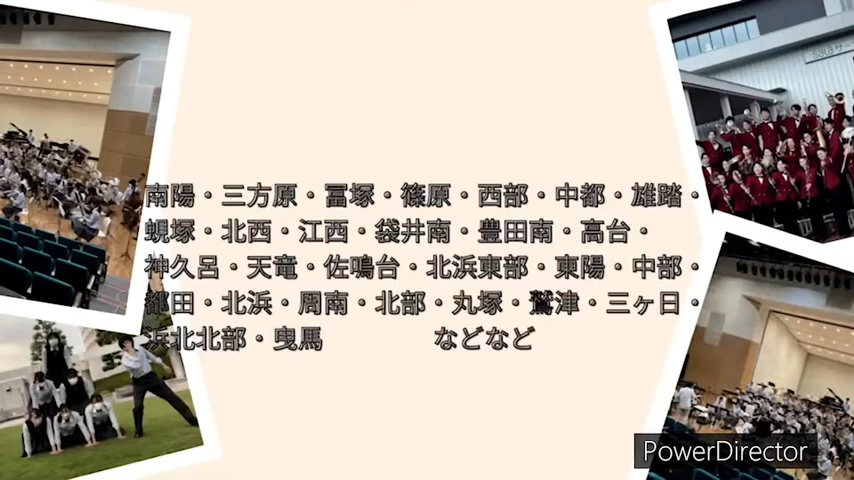 南陽・三方原・冨塚・篠原・西部・中都・雄踏・
蜆塚・北西・江西・袋井南・豊田南・高台・
神久呂・天竜・佐鳴台・北浜東部・東陽・中部・
都田・北浜・周南・北部・丸塚・鷲津・三ヶ日・
浜北北部・曳馬 などなど
PowerDirector